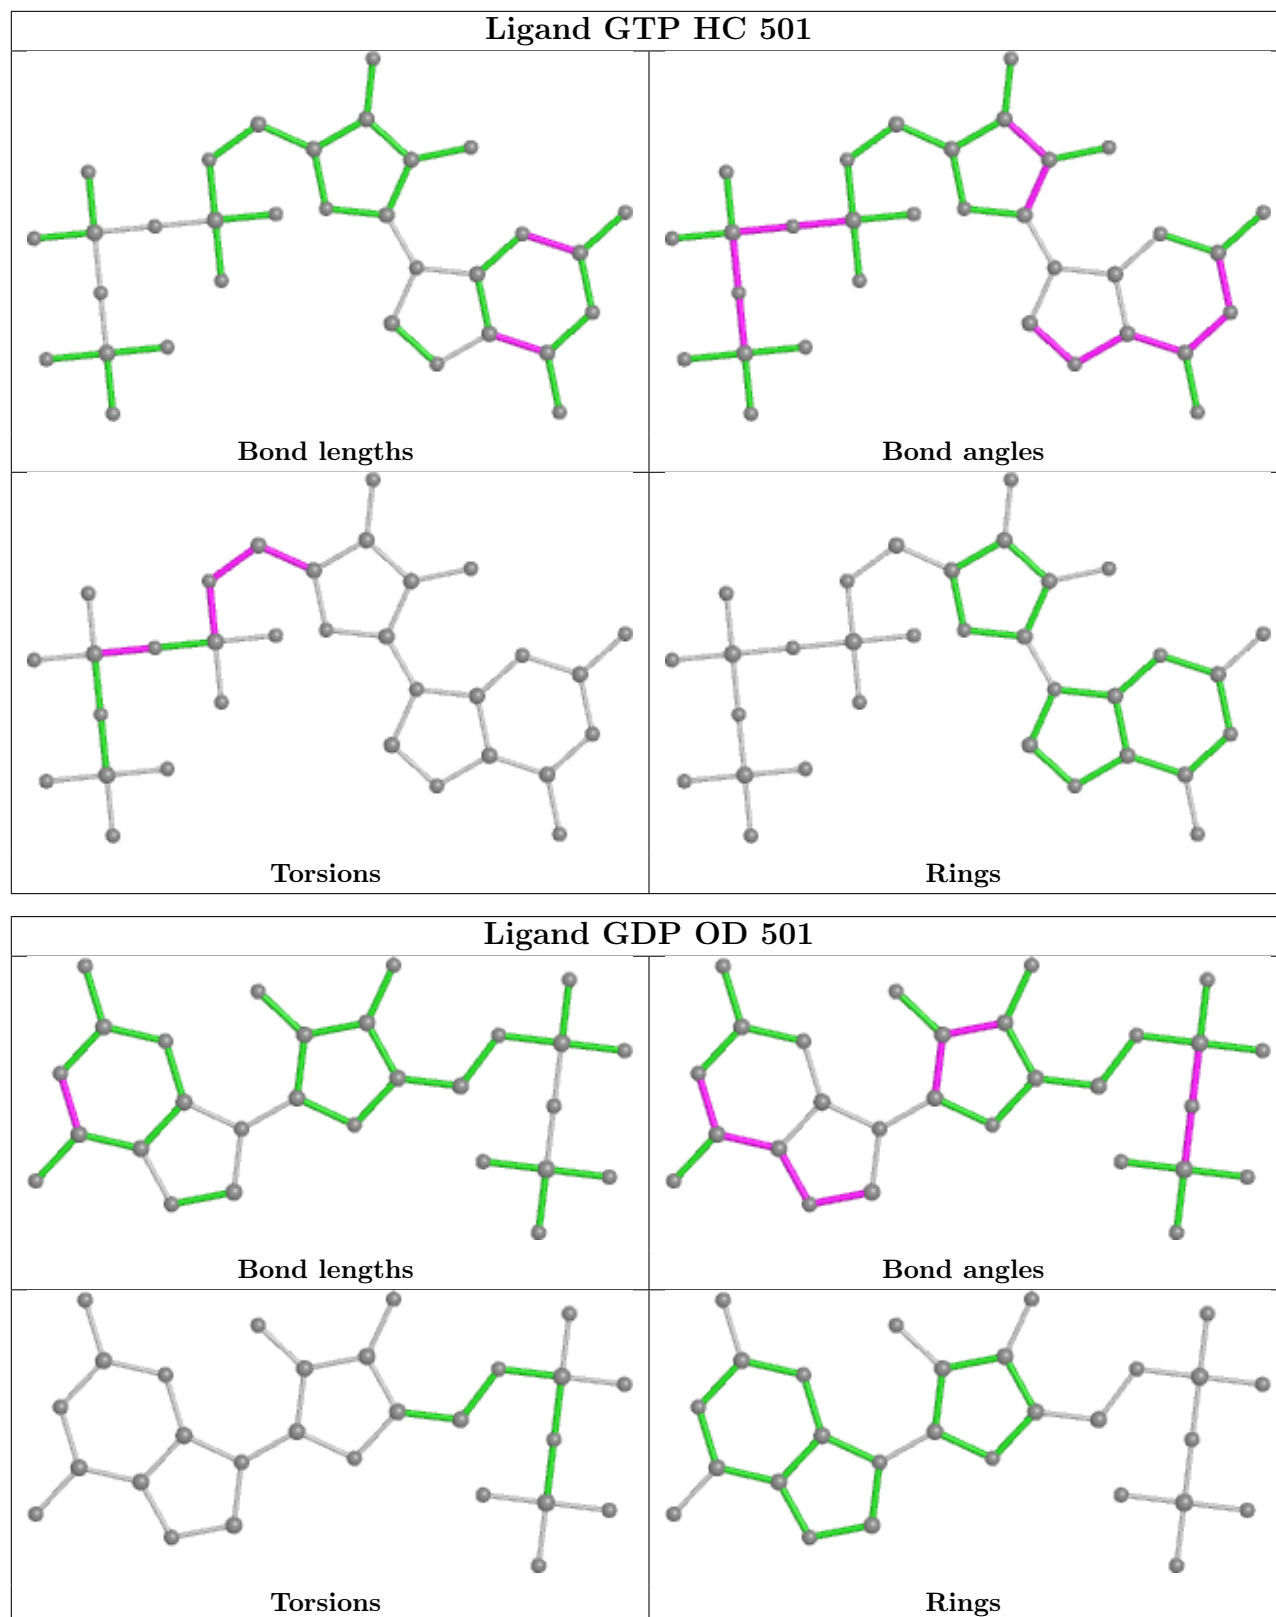 Ligand GTP HC 501
Bond lengths
Bond angles
Torsions
Rings
Ligand GDP OD 501
Bond lengths
Bond angles
Torsions
Rings